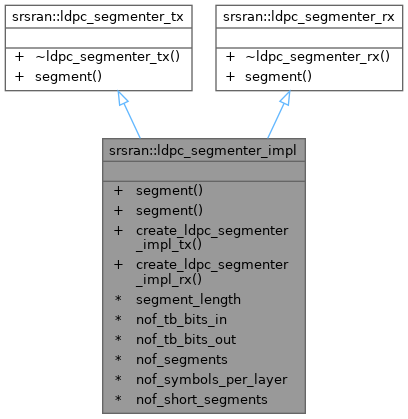 srsran::ldpc_segmenter_tx
+ ~ldpc_segmenter_tx()
+ segment()
srsran::ldpc_segmenter_rx
+ ~ldpc_segmenter_rx()
+ segment()
srsran::ldpc_segmenter_impl
+ segment()
+ segment()
+ create_ldpc_segmenter
_impl_tx()
+ create_ldpc_segmenter
_impl_rx()
* segment_length
* nof_tb_bits_in
* nof_tb_bits_out
* nof_segments
* nof_symbols_per_layer
* nof_short_segments